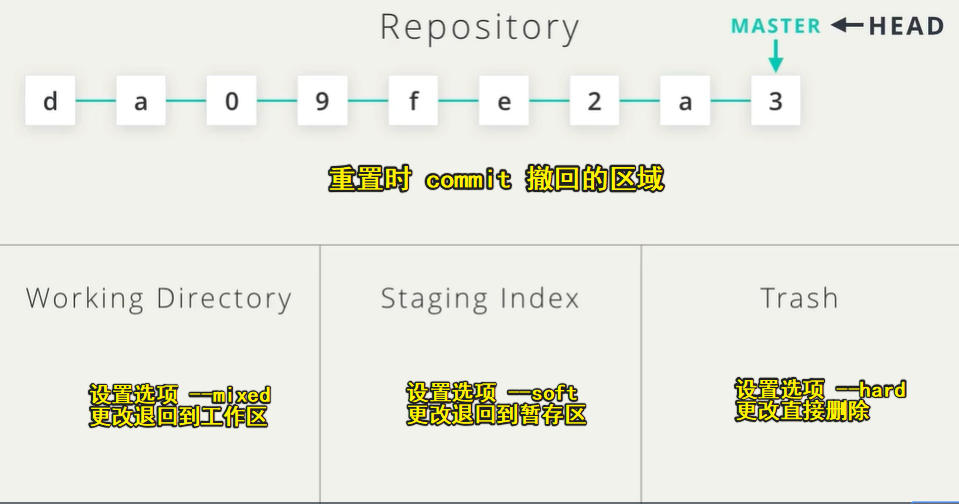 Repository
MASTER
HEAD
d
a
0
9
f
e
2
a
3
重置时 commit 撤回的区域
Working Directory
Staging Index
Trash
设置选项 --mixed
更改退回到工作区
设置选项 --soft
更改退回到暂存区
设置选项 --hard
更改直接删除